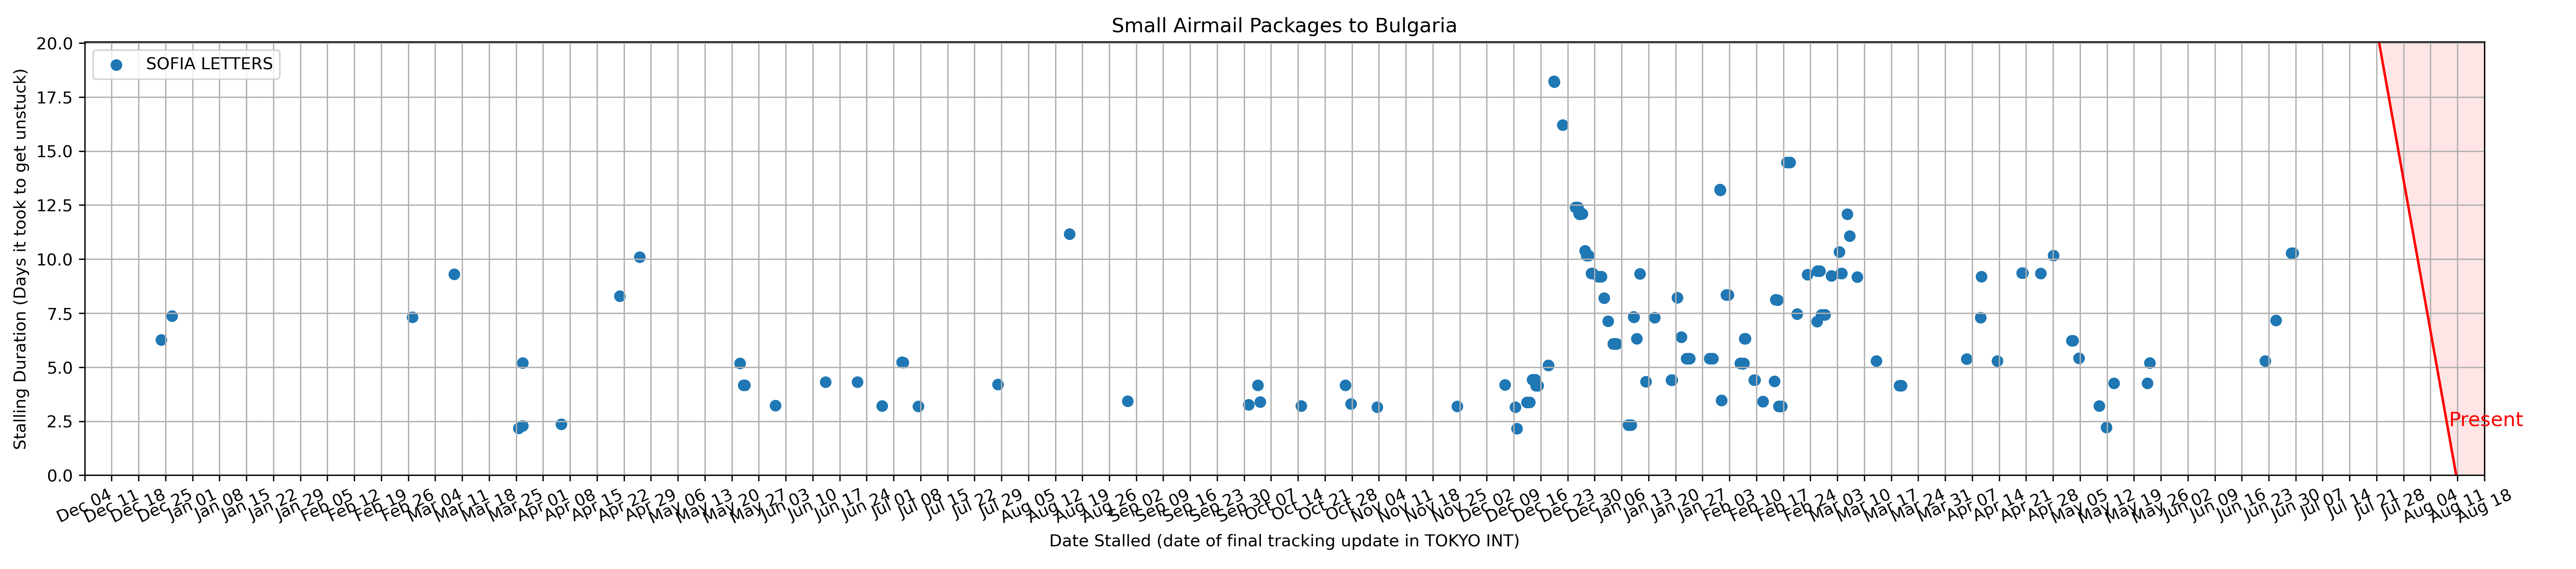 Small Airmail Packages to Bulgaria
SOFIA LETTERS
Stalling Duration (Days it took to get unstuck)
20.0
17.5
15.0
12.5
10.0
7.5
5.0
2.5
0.0
Present
Dec 04
Dec 11
Dec 18
Dec 25
Jan 01
Jan 08
Jan 15
Jan 22
Jan 29
Feb 05
Feb 12
Feb 19
Feb 26
Mar 04
Mar 11
Mar 18
Mar 25
Apr 01
Apr 08
Apr 15
Apr 22
Apr 29
May 06
May 13
May 20
May 27
Jun 03
Jun 10
Jun 17
Jun 24
Jul 01
Jul 08
Jul 15
Jul 22
Jul 29
Aug 05
Aug 12
Aug 19
Aug 26
Sep 02
Sep 09
Sep 16
Sep 23
Sep 30
Oct 07
Oct 14
Oct 21
Oct 28
Nov 04
Nov 11
Nov 18
Nov 25
Dec 02
Dec 09
Dec 16
Dec 23
Dec 30
Jan 06
Jan 13
Jan 20
Jan 27
Feb 03
Feb 10
Feb 17
Feb 24
Mar 03
Mar 10
Mar 17
Mar 24
Mar 31
Apr 07
Apr 14
Apr 21
Apr 28
May 05
May 12
May 19
May 26
Jun 02
Jun 09
Jun 16
Jun 23
Jun 30
Jul 07
Jul 14
Jul 21
Jul 28
Aug 04
Aug 11
Aug 18
Date Stalled (date of final tracking update in TOKYO INT)